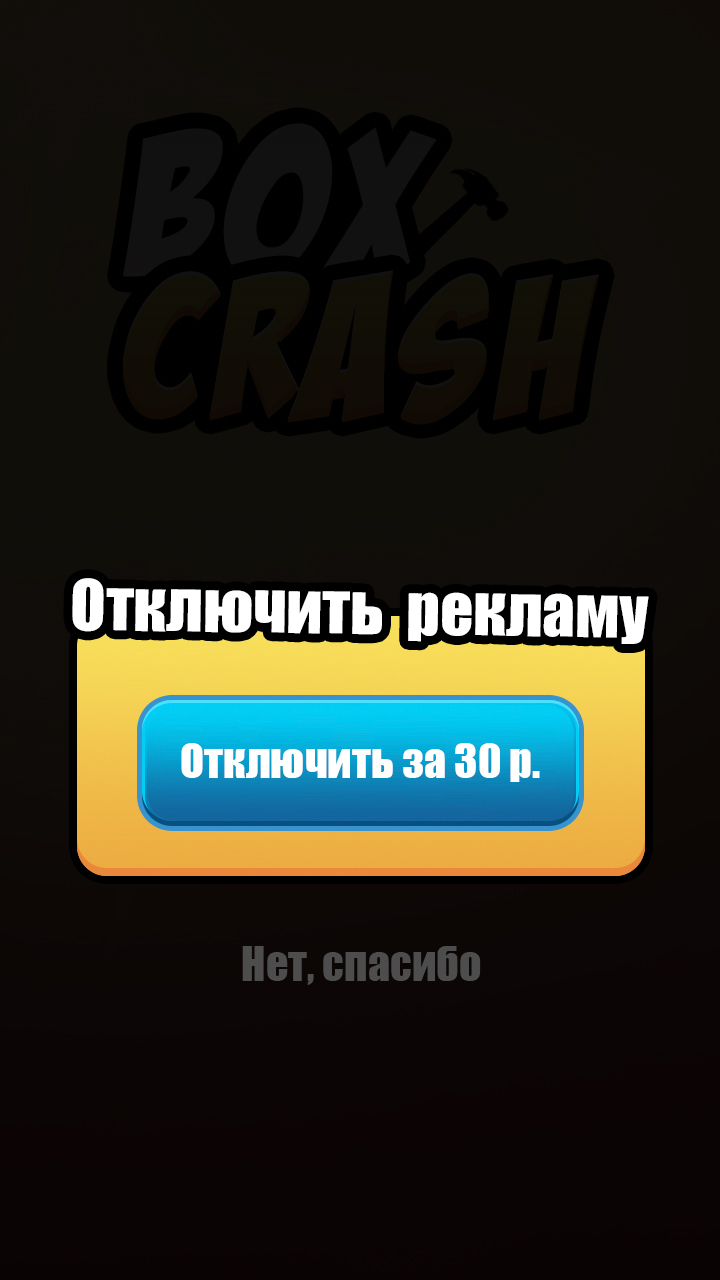 BOX
CRASH
Отключить рекламу
Отключить за 30 р.
Нет, спасибо